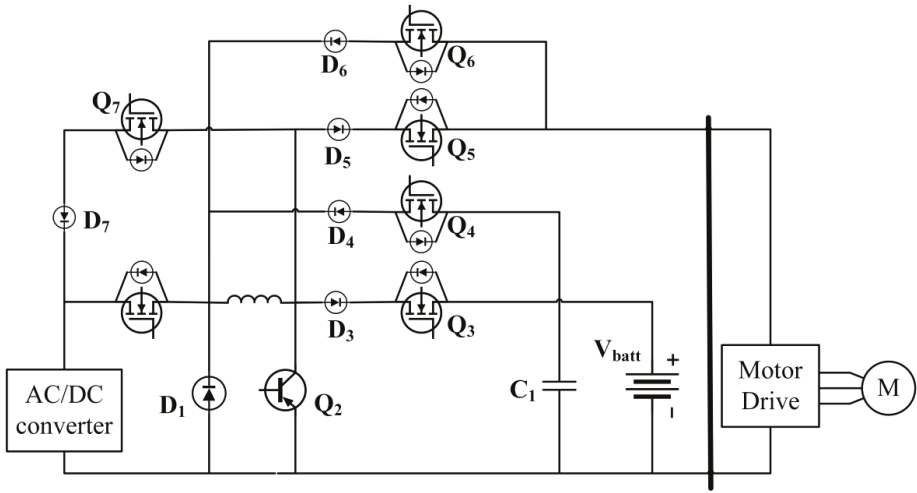 D6
Q6
Q7
D5
Q5
D7
D4
Q4
D3
Q3
Vbatt
+
-
AC/DC
converter
D1
Q2
C1
Motor
Drive
M